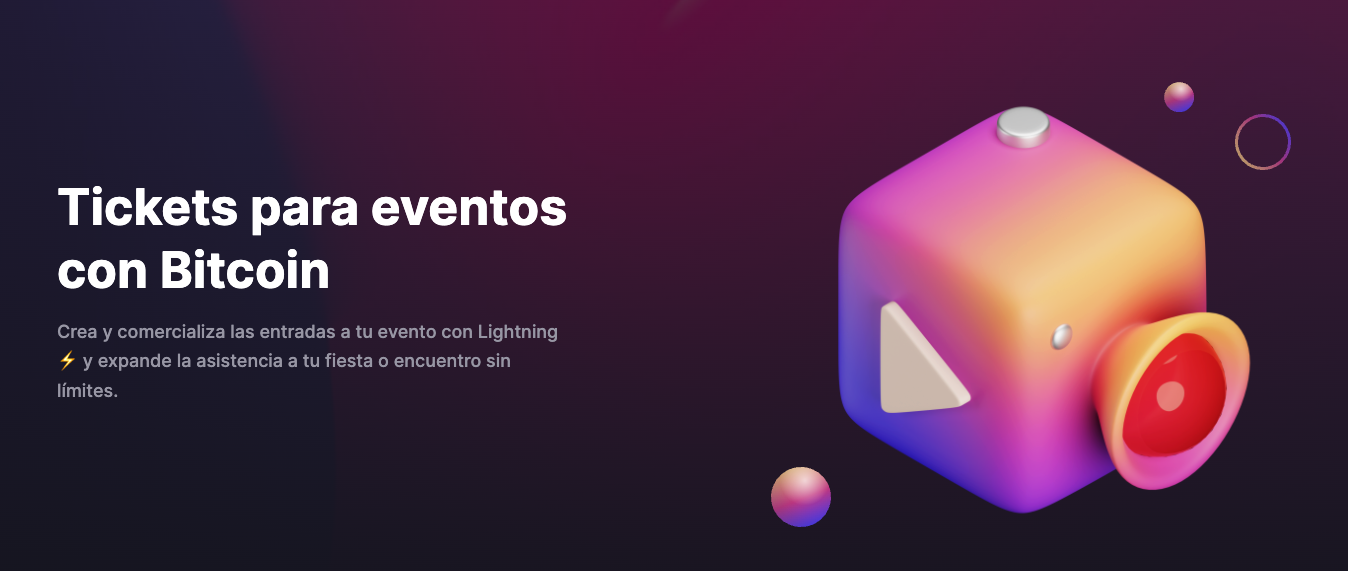 Tickets para eventos
con Bitcoin
Crea y comercializa las entradas a tu evento con Lightning
⚡ y expande la asistencia a tu fiesta o encuentro sin
límites.